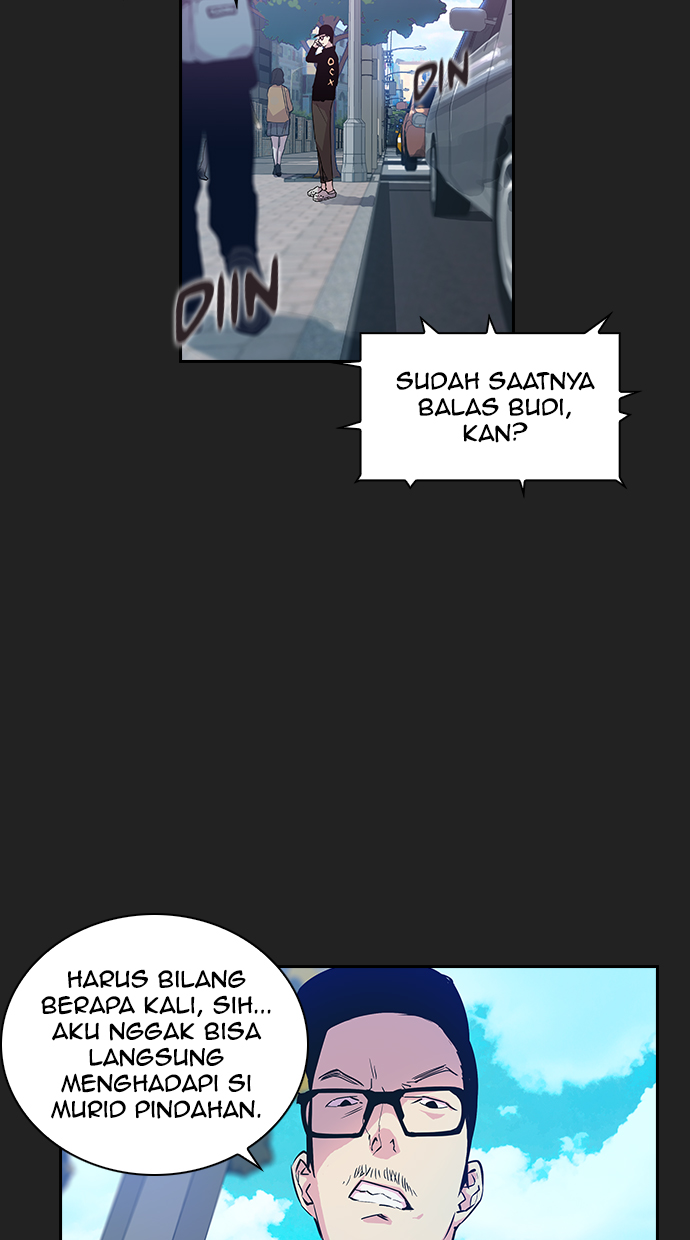 OCX
DIN
DIIN
SUDAH SAATNYA
BALAS BUDI,
KAN?
HARUS BILANG
BERAPA KALI, SIH...
AKU NGGAK BISA
LANGSUNG
MENGHADAPI SI
MURID PINDAHAN.